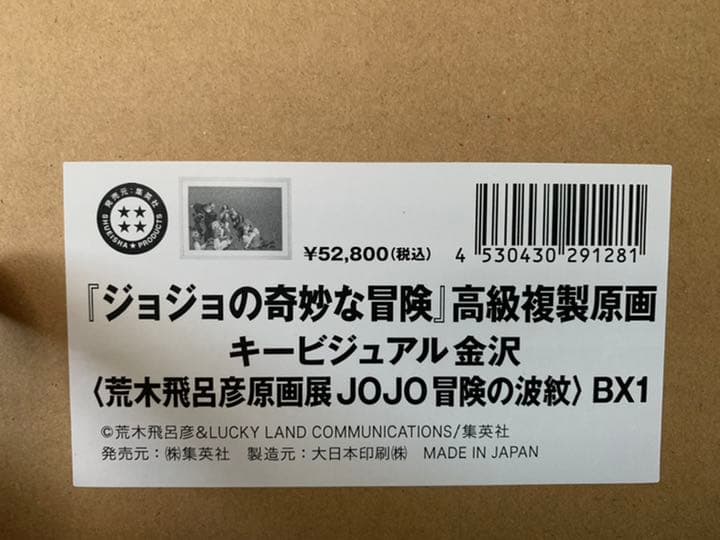 発売元:集英社
SHUEISHA★PRODUCTS
¥52,800(税込)
4 530430 291281
『ジョジョの奇妙な冒険』高級複製原画
キービジュアル 金沢
〈荒木飛呂彦原画展 JOJO 冒険の波紋〉 BX1
©荒木飛呂彦&LUCKY LAND COMMUNICATIONS/集英社
発売元:㈱集英社 製造元:大日本印刷㈱ MADE IN JAPAN